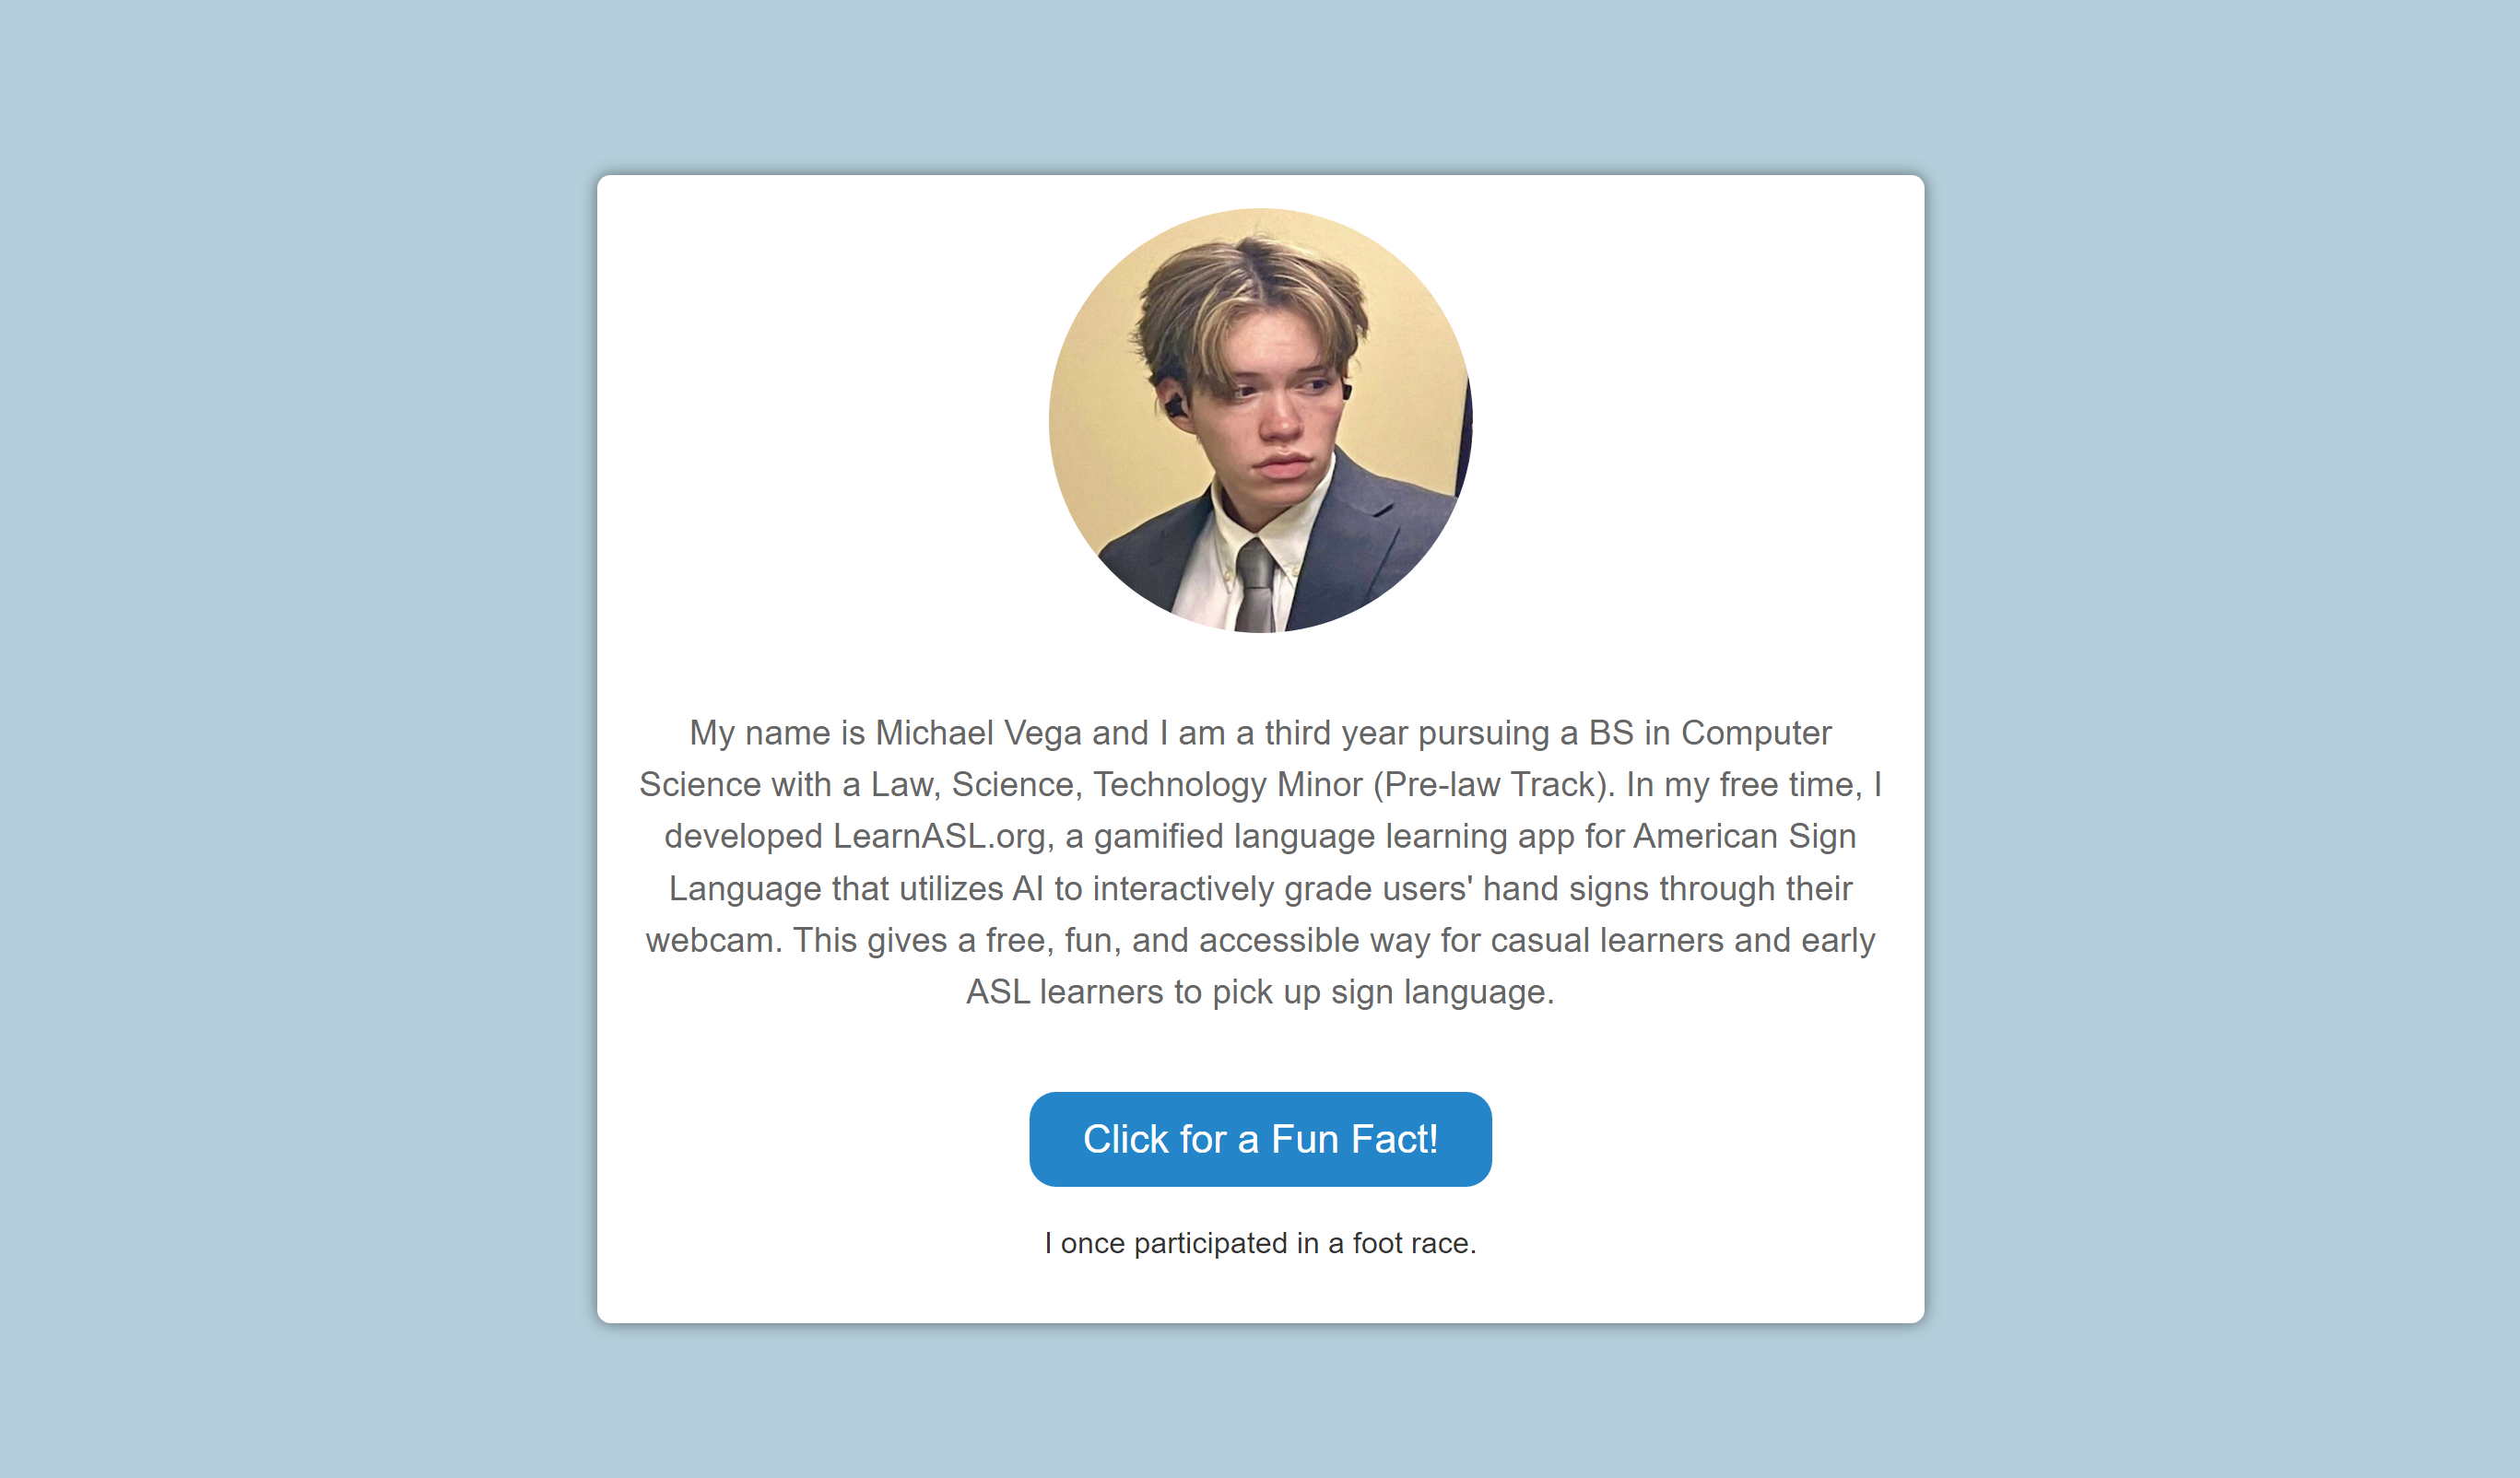 My name is Michael Vega and I am a third year pursuing a BS in Computer
Science with a Law, Science, Technology Minor (Pre-law Track). In my free time, I
developed LearnASL.org, a gamified language learning app for American Sign
Language that utilizes AI to interactively grade users' hand signs through their
webcam. This gives a free, fun, and accessible way for casual learners and early
ASL learners to pick up sign language.
Click for a Fun Fact!
I once participated in a foot race.